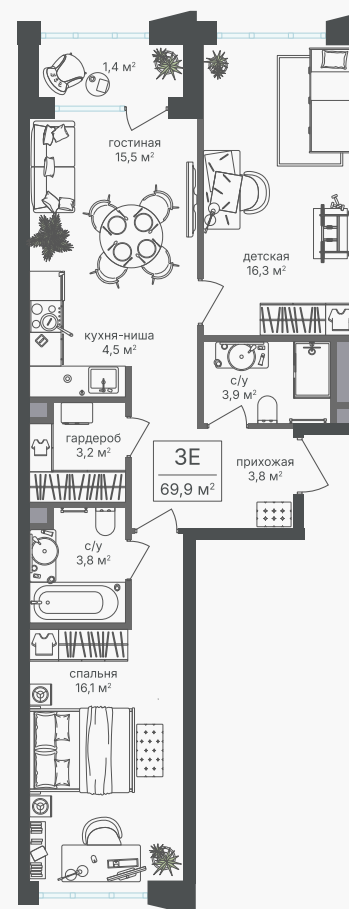 1,4 м²
гостиная
15,5 м²
детская
16,3 м²
кухня-ниша
4,5 м²
с/у
3,9 м²
гардероб
3,2 м²
3Е
69,9 м²
прихожая
3,8 м²
с/у
3,8 м²
спальня
16,1 м²